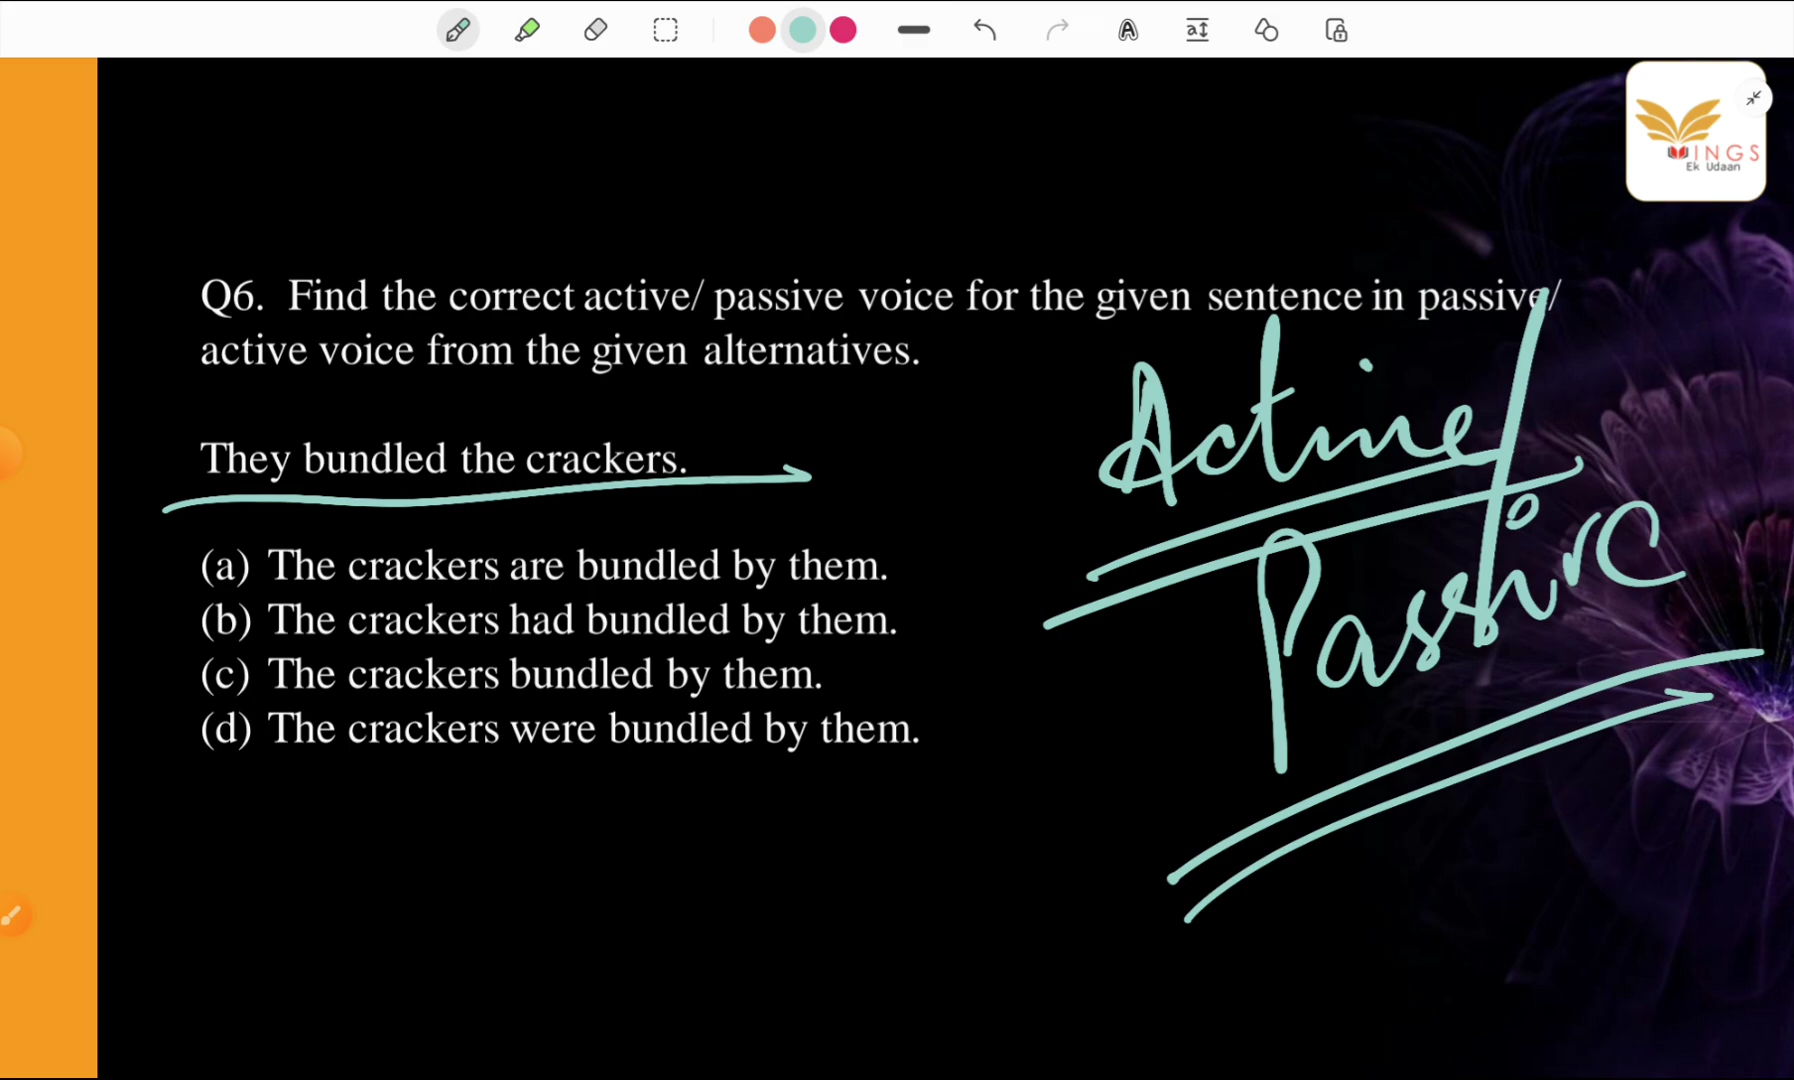 WINGS
Ek Udaan
Q6. Find the correct active/ passive voice for the given sentence in passive/
active voice from the given alternatives.
Active/
Passive
They bundled the crackers.
(a) The crackers are bundled by them.
(b) The crackers had bundled by them.
(c) The crackers bundled by them.
(d) The crackers were bundled by them.